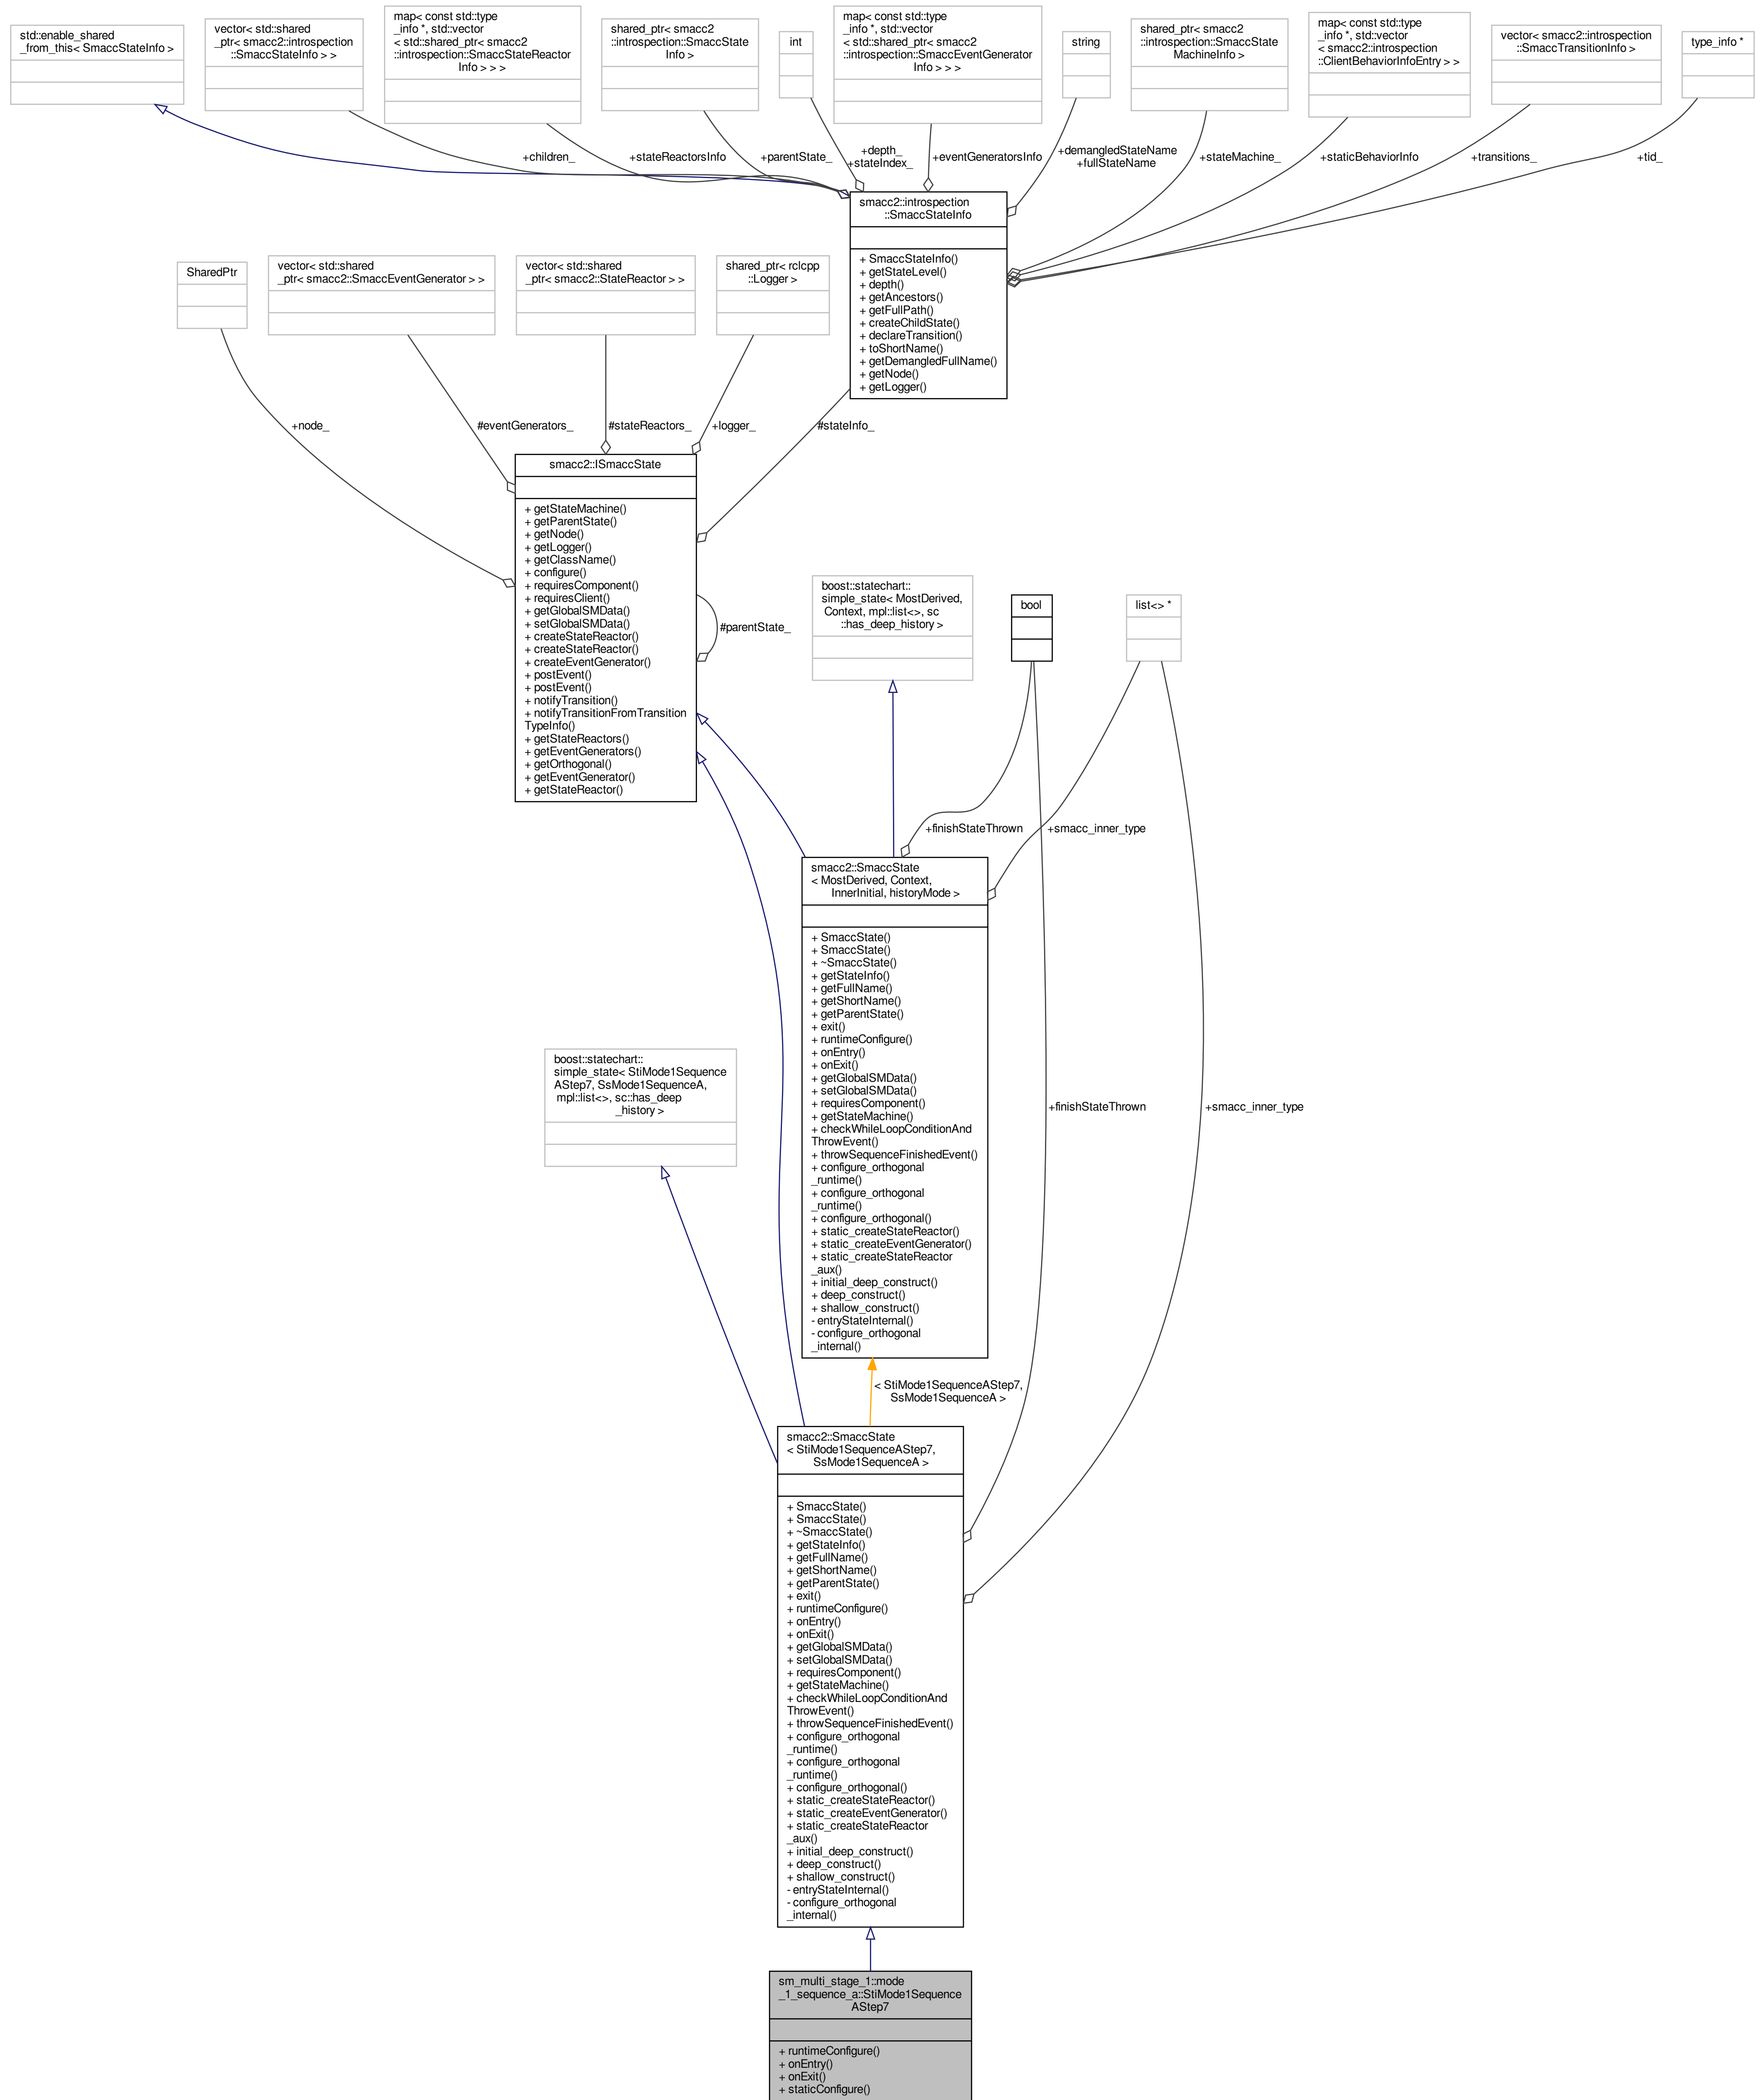 std::enable_shared
_from_this< SmaccStateInfo >
vector< std::shared
_ptr< smacc2::introspection
::SmaccStateInfo > >
map< const std::type
_info *, std::vector
< std::shared_ptr< smacc2
::introspection::SmaccStateReactor
Info > > >
shared_ptr< smacc2
::introspection::SmaccState
Info >
int
map< const std::type
_info *, std::vector
< std::shared_ptr< smacc2
::introspection::SmaccEventGenerator
Info > > >
string
shared_ptr< smacc2
::introspection::SmaccState
MachineInfo >
map< const std::type
_info *, std::vector
< smacc2::introspection
::ClientBehaviorInfoEntry > >
vector< smacc2::introspection
::SmaccTransitionInfo >
type_info *
+children_
+stateReactorsInfo
+parentState_
+depth_
+stateIndex_
+eventGeneratorsInfo
+demangledStateName
+fullStateName
+stateMachine_
+staticBehaviorInfo
+transitions_
+tid_
smacc2::introspection
::SmaccStateInfo
+ SmaccStateInfo()
+ getStateLevel()
+ depth()
+ getAncestors()
+ getFullPath()
+ createChildState()
+ declareTransition()
+ toShortName()
+ getDemangledFullName()
+ getNode()
+ getLogger()
SharedPtr
vector< std::shared
_ptr< smacc2::SmaccEventGenerator > >
vector< std::shared
_ptr< smacc2::StateReactor > >
shared_ptr< rclcpp
::Logger >
+node_
#eventGenerators_
#stateReactors_
+logger_
#stateInfo_
smacc2::ISmaccState
+ getStateMachine()
+ getParentState()
+ getNode()
+ getLogger()
+ getClassName()
+ configure()
+ requiresComponent()
+ requiresClient()
+ getGlobalSMData()
+ setGlobalSMData()
+ createStateReactor()
+ createStateReactor()
+ createEventGenerator()
+ postEvent()
+ postEvent()
+ notifyTransition()
+ notifyTransitionFromTransition
TypeInfo()
+ getStateReactors()
+ getEventGenerators()
+ getOrthogonal()
+ getEventGenerator()
+ getStateReactor()
#parentState_
boost::statechart::
simple_state< MostDerived,
Context, mpl::list<>, sc
::has_deep_history >
bool
list<> *
+finishStateThrown
+smacc_inner_type
smacc2::SmaccState
< MostDerived, Context,
InnerInitial, historyMode >
+ SmaccState()
+ SmaccState()
+ ~SmaccState()
+ getStateInfo()
+ getFullName()
+ getShortName()
+ getParentState()
+ exit()
+ runtimeConfigure()
+ onEntry()
+ onExit()
+ getGlobalSMData()
+ setGlobalSMData()
+ requiresComponent()
+ getStateMachine()
+ checkWhileLoopConditionAnd
ThrowEvent()
+ throwSequenceFinishedEvent()
+ configure_orthogonal
_runtime()
+ configure_orthogonal
_runtime()
+ configure_orthogonal()
+ static_createStateReactor()
+ static_createEventGenerator()
+ static_createStateReactor
_aux()
+ initial_deep_construct()
+ deep_construct()
+ shallow_construct()
- entryStateInternal()
- configure_orthogonal
_internal()
boost::statechart::
simple_state< StiMode1Sequence
AStep7, SsMode1SequenceA,
mpl::list<>, sc::has_deep
_history >
+finishStateThrown
+smacc_inner_type
< StiMode1SequenceAStep7,
SsMode1SequenceA >
smacc2::SmaccState
< StiMode1SequenceAStep7,
SsMode1SequenceA >
+ SmaccState()
+ SmaccState()
+ ~SmaccState()
+ getStateInfo()
+ getFullName()
+ getShortName()
+ getParentState()
+ exit()
+ runtimeConfigure()
+ onEntry()
+ onExit()
+ getGlobalSMData()
+ setGlobalSMData()
+ requiresComponent()
+ getStateMachine()
+ checkWhileLoopConditionAnd
ThrowEvent()
+ throwSequenceFinishedEvent()
+ configure_orthogonal
_runtime()
+ configure_orthogonal
_runtime()
+ configure_orthogonal()
+ static_createStateReactor()
+ static_createEventGenerator()
+ static_createStateReactor
_aux()
+ initial_deep_construct()
+ deep_construct()
+ shallow_construct()
- entryStateInternal()
- configure_orthogonal
_internal()
sm_multi_stage_1::mode
_1_sequence_a::StiMode1Sequence
AStep7
+ runtimeConfigure()
+ onEntry()
+ onExit()
+ staticConfigure()